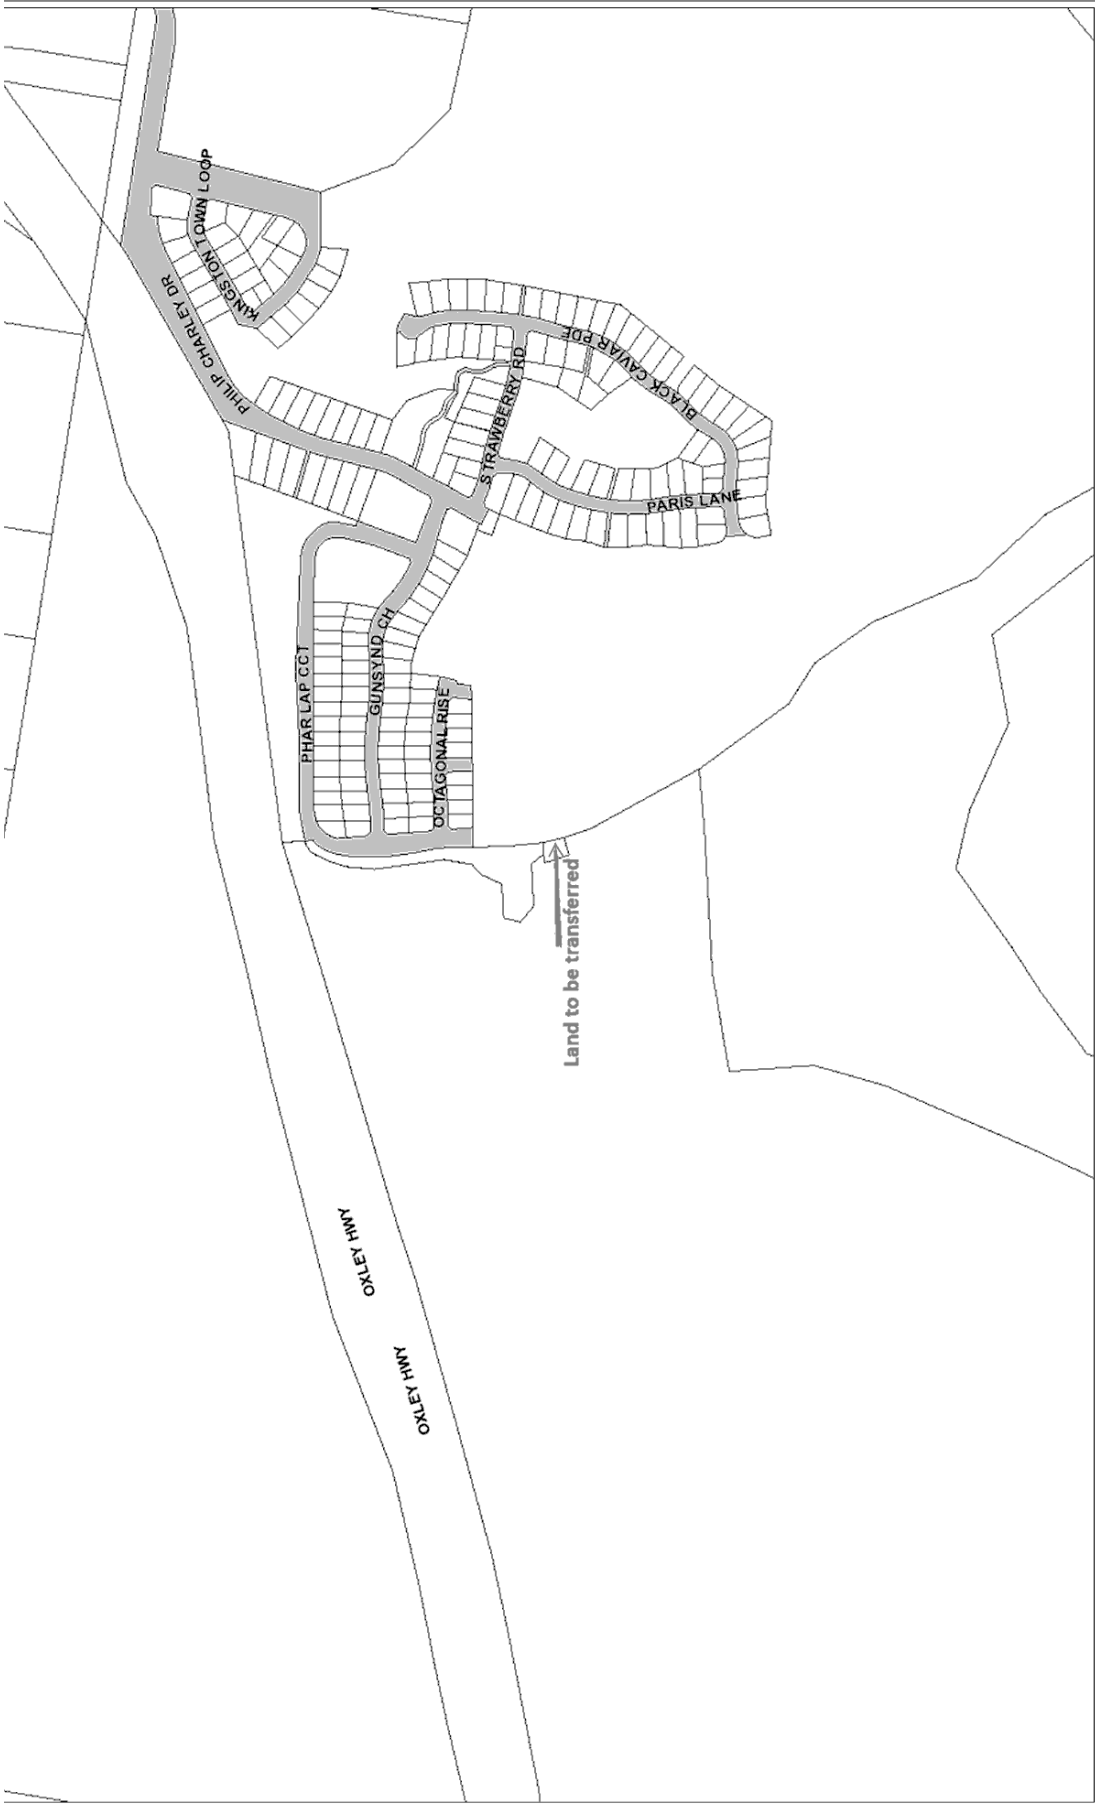 KINGSTON TOWN LOOP
PHILIP CHARLEY DR
BLACK CAVIAR PDE
STRAWBERRY RD
PARIS LANE
PHAR LAP CCT
GUNSYND CH
OCTAGONAL RISE
Land to be transferred
OXLEY HWY
OXLEY HWY